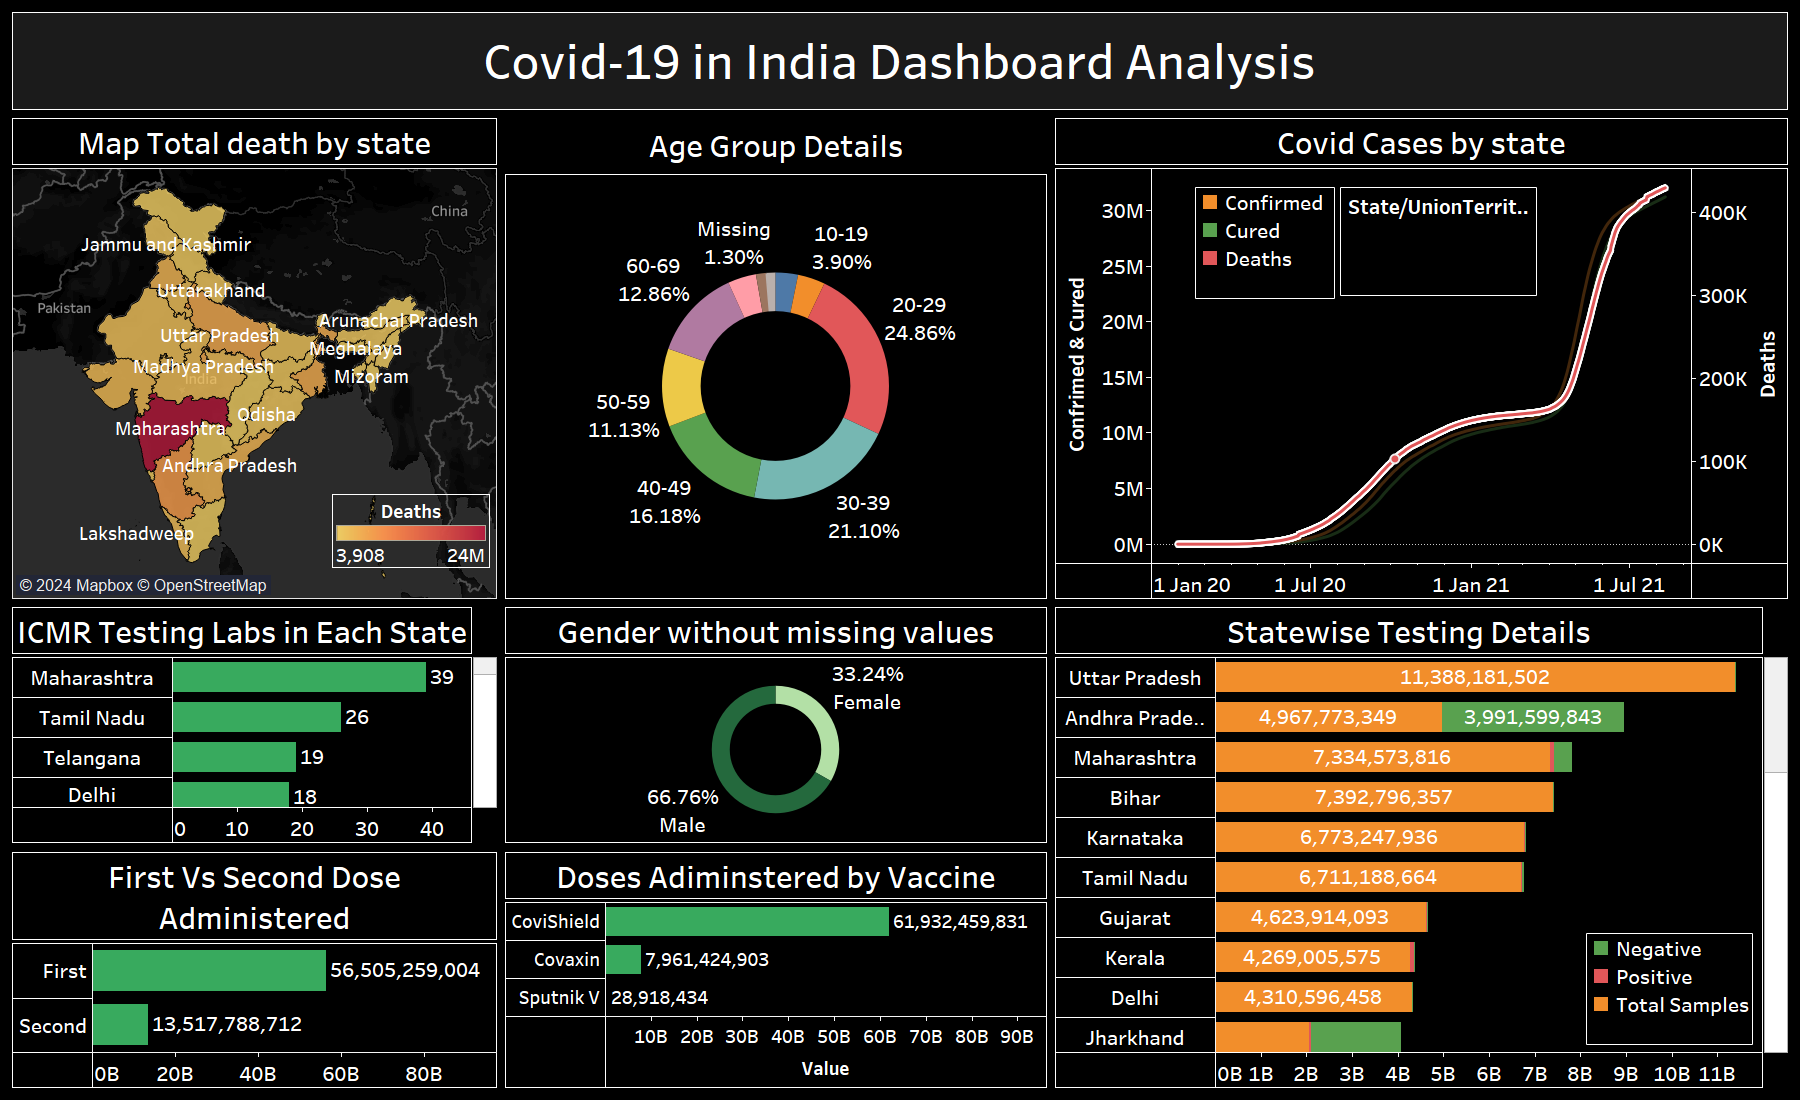 Covid-19 in India Dashboard Analysis
Map Total death by state
China
Jammu and Kashmir
Uttarakhand
Pakistan
Arunachal Pradesh
Uttar Pradesh
Meghalaya
Madhya Pradesh
India
Mizoram
Odisha
Maharashtra
Andhra Pradesh
Lakshadweep
Deaths
3,908 24M
© 2024 Mapbox © OpenStreetMap
Age Group Details
Missing
1.30%
10-19
3.90%
60-69
12.86%
20-29
24.86%
50-59
11.13%
40-49
16.18%
30-39
21.10%
Covid Cases by state
Confirmed
Cured
Deaths
State/UnionTerrit..
Confrimed & Cured
30M
25M
20M
15M
10M
5M
0M
400K
300K
200K
100K
0K
Deaths
1 Jan 20 1 Jul 20 1 Jan 21 1 Jul 21
ICMR Testing Labs in Each State
Maharashtra 39
Tamil Nadu 26
Telangana 19
Delhi 18
0 10 20 30 40
Gender without missing values
33.24%
Female
66.76%
Male
Statewise Testing Details
Uttar Pradesh 11,388,181,502
Andhra Prade.. 4,967,773,349 3,991,599,843
Maharashtra 7,334,573,816
Bihar 7,392,796,357
Karnataka 6,773,247,936
Tamil Nadu 6,711,188,664
Gujarat 4,623,914,093
Kerala 4,269,005,575
Delhi 4,310,596,458
Jharkhand
Negative
Positive
Total Samples
0B 1B 2B 3B 4B 5B 6B 7B 8B 9B 10B 11B
First Vs Second Dose
Administered
First 56,505,259,004
Second 13,517,788,712
0B 20B 40B 60B 80B
Doses Adiminstered by Vaccine
CoviShield 61,932,459,831
Covaxin 7,961,424,903
Sputnik V 28,918,434
10B 20B 30B 40B 50B 60B 70B 80B 90B
Value